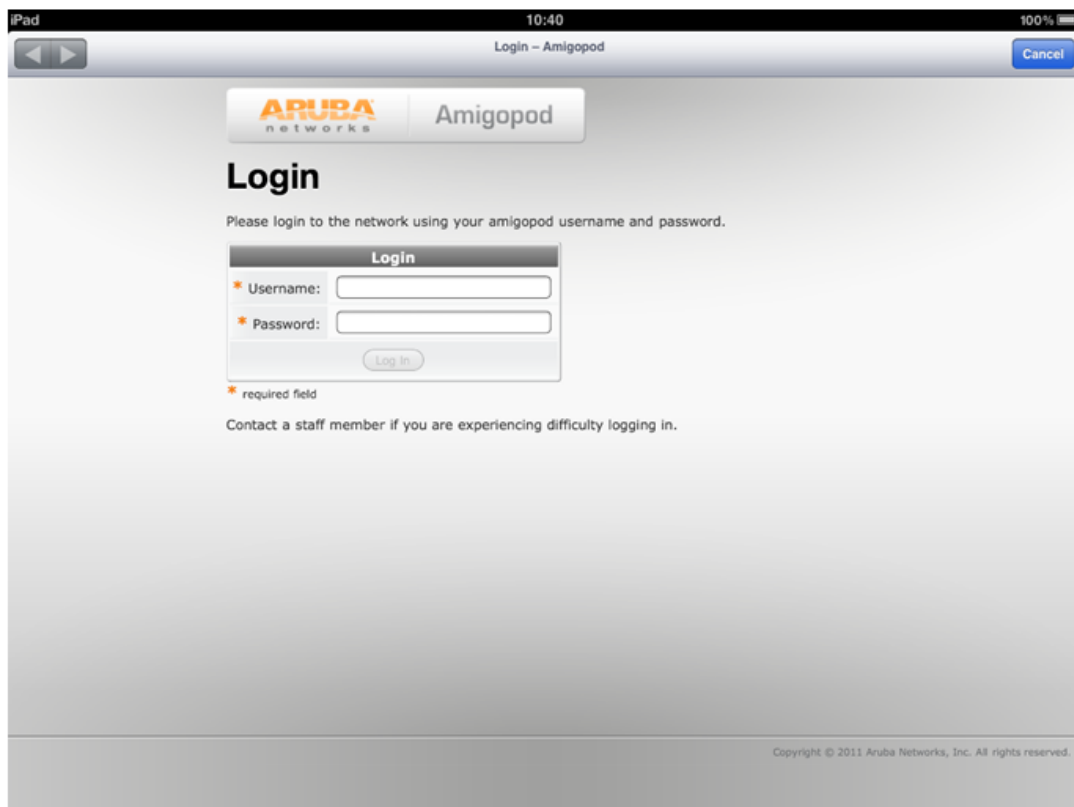 iPad 10:40 100%
Login – Amigopod
Cancel
ARUBA networks Amigopod
Login
Please login to the network using your amigopod username and password.
Login
* Username:
* Password:
Log In
* required field
Contact a staff member if you are experiencing difficulty logging in.
Copyright © 2011 Aruba Networks, Inc. All rights reserved.